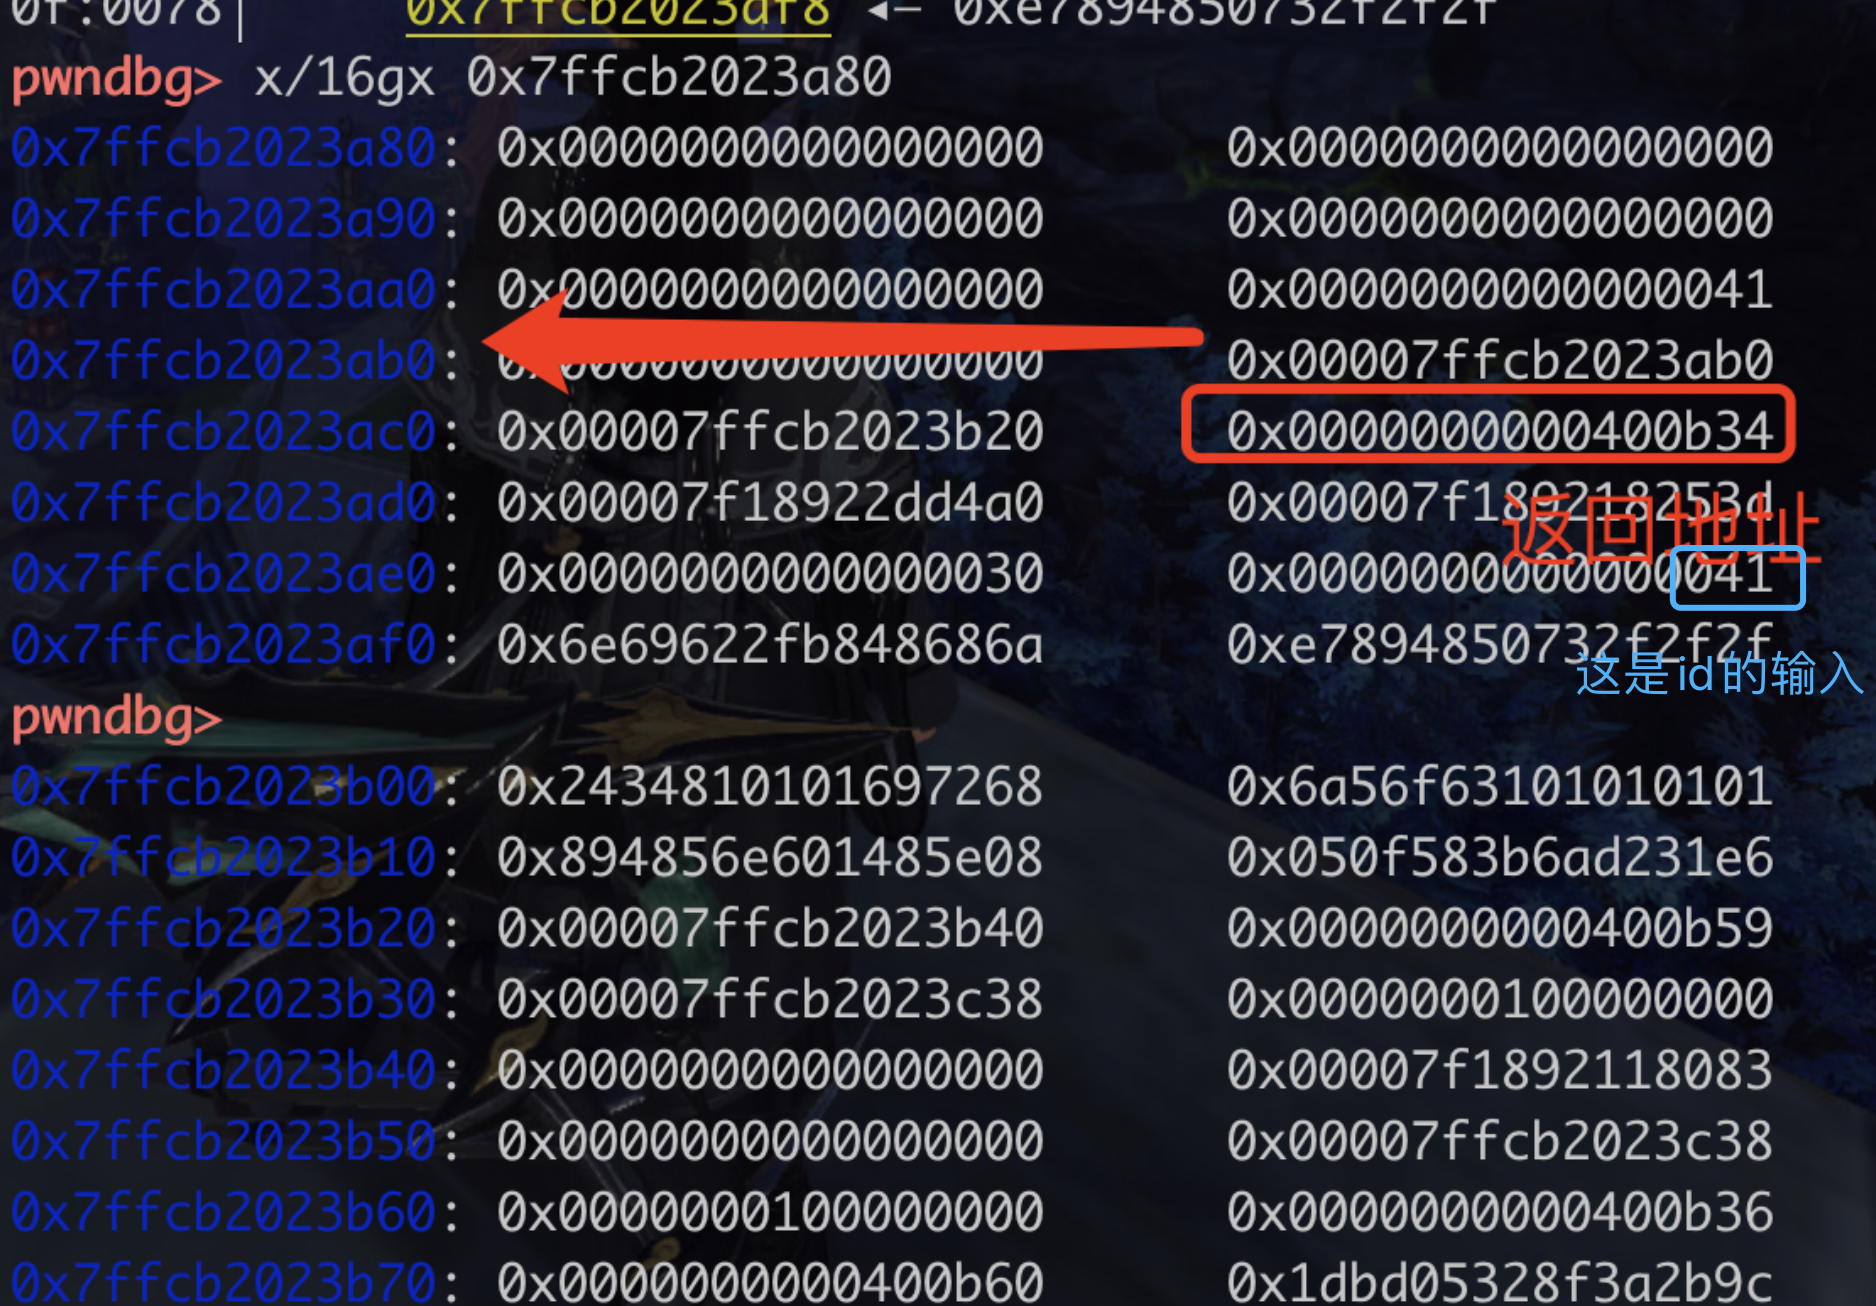 0f:0078│ 0x7ffcb2023af8 ◂— 0xe7894850732f2f2f
pwndbg> x/16gx 0x7ffcb2023a80
0x7ffcb2023a80: 0x0000000000000000 0x0000000000000000
0x7ffcb2023a90: 0x0000000000000000 0x0000000000000000
0x7ffcb2023aa0: 0x0000000000000000 0x0000000000000041
0x7ffcb2023ab0: 0x0000000000000000 0x00007ffcb2023ab0
0x7ffcb2023ac0: 0x00007ffcb2023b20 0x0000000000400b34
0x7ffcb2023ad0: 0x00007f18922dd4a0 0x00007f189218253d
返回地址
0x7ffcb2023ae0: 0x0000000000000030 0x0000000000000041
0x7ffcb2023af0: 0x6e69622fb848686a 0xe7894850732f2f2f
这是id的输入
pwndbg>
0x7ffcb2023b00: 0x2434810101697268 0x6a56f63101010101
0x7ffcb2023b10: 0x894856e601485e08 0x050f583b6ad231e6
0x7ffcb2023b20: 0x00007ffcb2023b40 0x0000000000400b59
0x7ffcb2023b30: 0x00007ffcb2023c38 0x0000000100000000
0x7ffcb2023b40: 0x0000000000000000 0x00007f1892118083
0x7ffcb2023b50: 0x0000000000000000 0x00007ffcb2023c38
0x7ffcb2023b60: 0x0000000100000000 0x0000000000400b36
0x7ffcb2023b70: 0x0000000000400b60 0x1dbd05328f3a2b9c